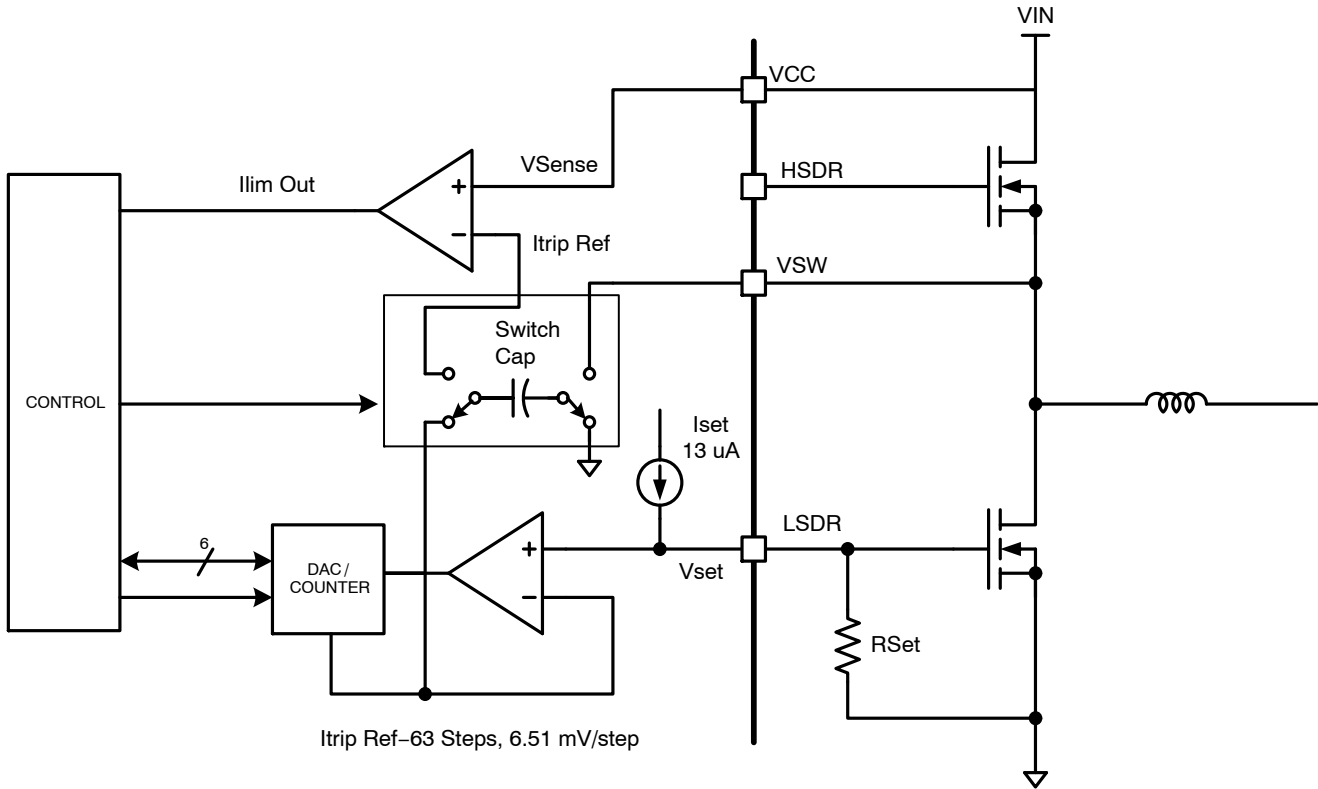 VIN
VCC
VSense
HSDR
Ilim Out
+
−
Itrip Ref
VSW
Switch
Cap
CONTROL
Iset
13 uA
LSDR
6
DAC/
COUNTER
+
−
Vset
RSet
Itrip Ref−63 Steps, 6.51 mV/step